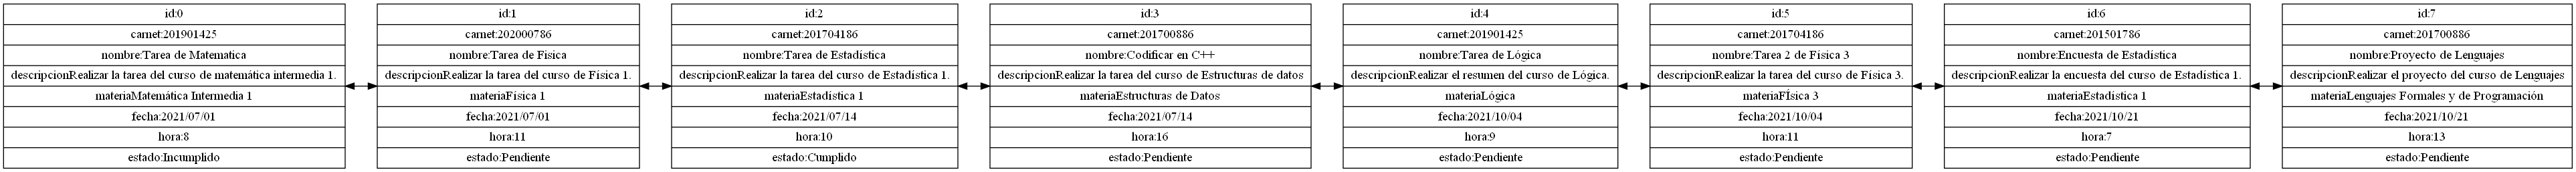 id:0
carnet:201901425
nombre:Tarea de Matematica
descripcionRealizar la tarea del curso de matemática intermedia 1.
materiaMatemática Intermedia 1
fecha:2021/07/01
hora:8
estado:Incumplido
id:1
carnet:202000786
nombre:Tarea de Física
descripcionRealizar la tarea del curso de Física 1.
materiaFísica 1
fecha:2021/07/01
hora:11
estado:Pendiente
id:2
carnet:201704186
nombre:Tarea de Estadística
descripcionRealizar la tarea del curso de Estadística 1.
materiaEstadística 1
fecha:2021/07/14
hora:10
estado:Cumplido
id:3
carnet:201700886
nombre:Codificar en C++
descripcionRealizar la tarea del curso de Estructuras de datos
materiaEstructuras de Datos
fecha:2021/07/14
hora:16
estado:Pendiente
id:4
carnet:201901425
nombre:Tarea de Lógica
descripcionRealizar el resumen del curso de Lógica.
materiaLógica
fecha:2021/10/04
hora:9
estado:Pendiente
id:5
carnet:201704186
nombre:Tarea 2 de Física 3
descripcionRealizar la tarea del curso de Física 3.
materiaFÍsica 3
fecha:2021/10/04
hora:11
estado:Pendiente
id:6
carnet:201501786
nombre:Encuesta de Estadística
descripcionRealizar la encuesta del curso de Estadística 1.
materiaEstadística 1
fecha:2021/10/21
hora:7
estado:Pendiente
id:7
carnet:201700886
nombre:Proyecto de Lenguajes
descripcionRealizar el proyecto del curso de Lenguajes
materiaLenguajes Formales y de Programación
fecha:2021/10/21
hora:13
estado:Pendiente